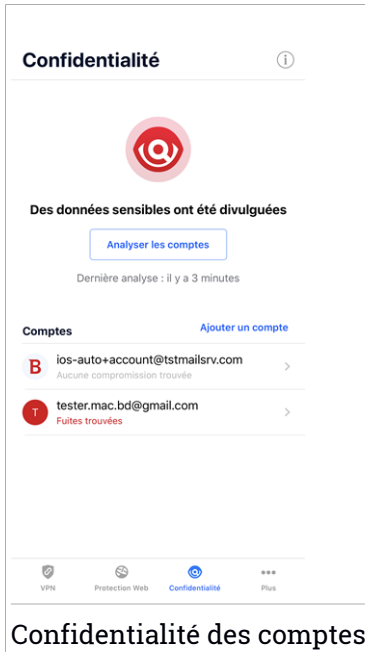 Confidentialité
Des données sensibles ont été divulguées
Analyser les comptes
Dernière analyse : il y a 3 minutes
Comptes
Ajouter un compte
B
ios-auto+account@tstmailsrv.com
Aucune compromission trouvée
T
tester.mac.bd@gmail.com
Fuites trouvées
VPN
Protection Web
Confidentialité
Plus
Confidentialité des comptes